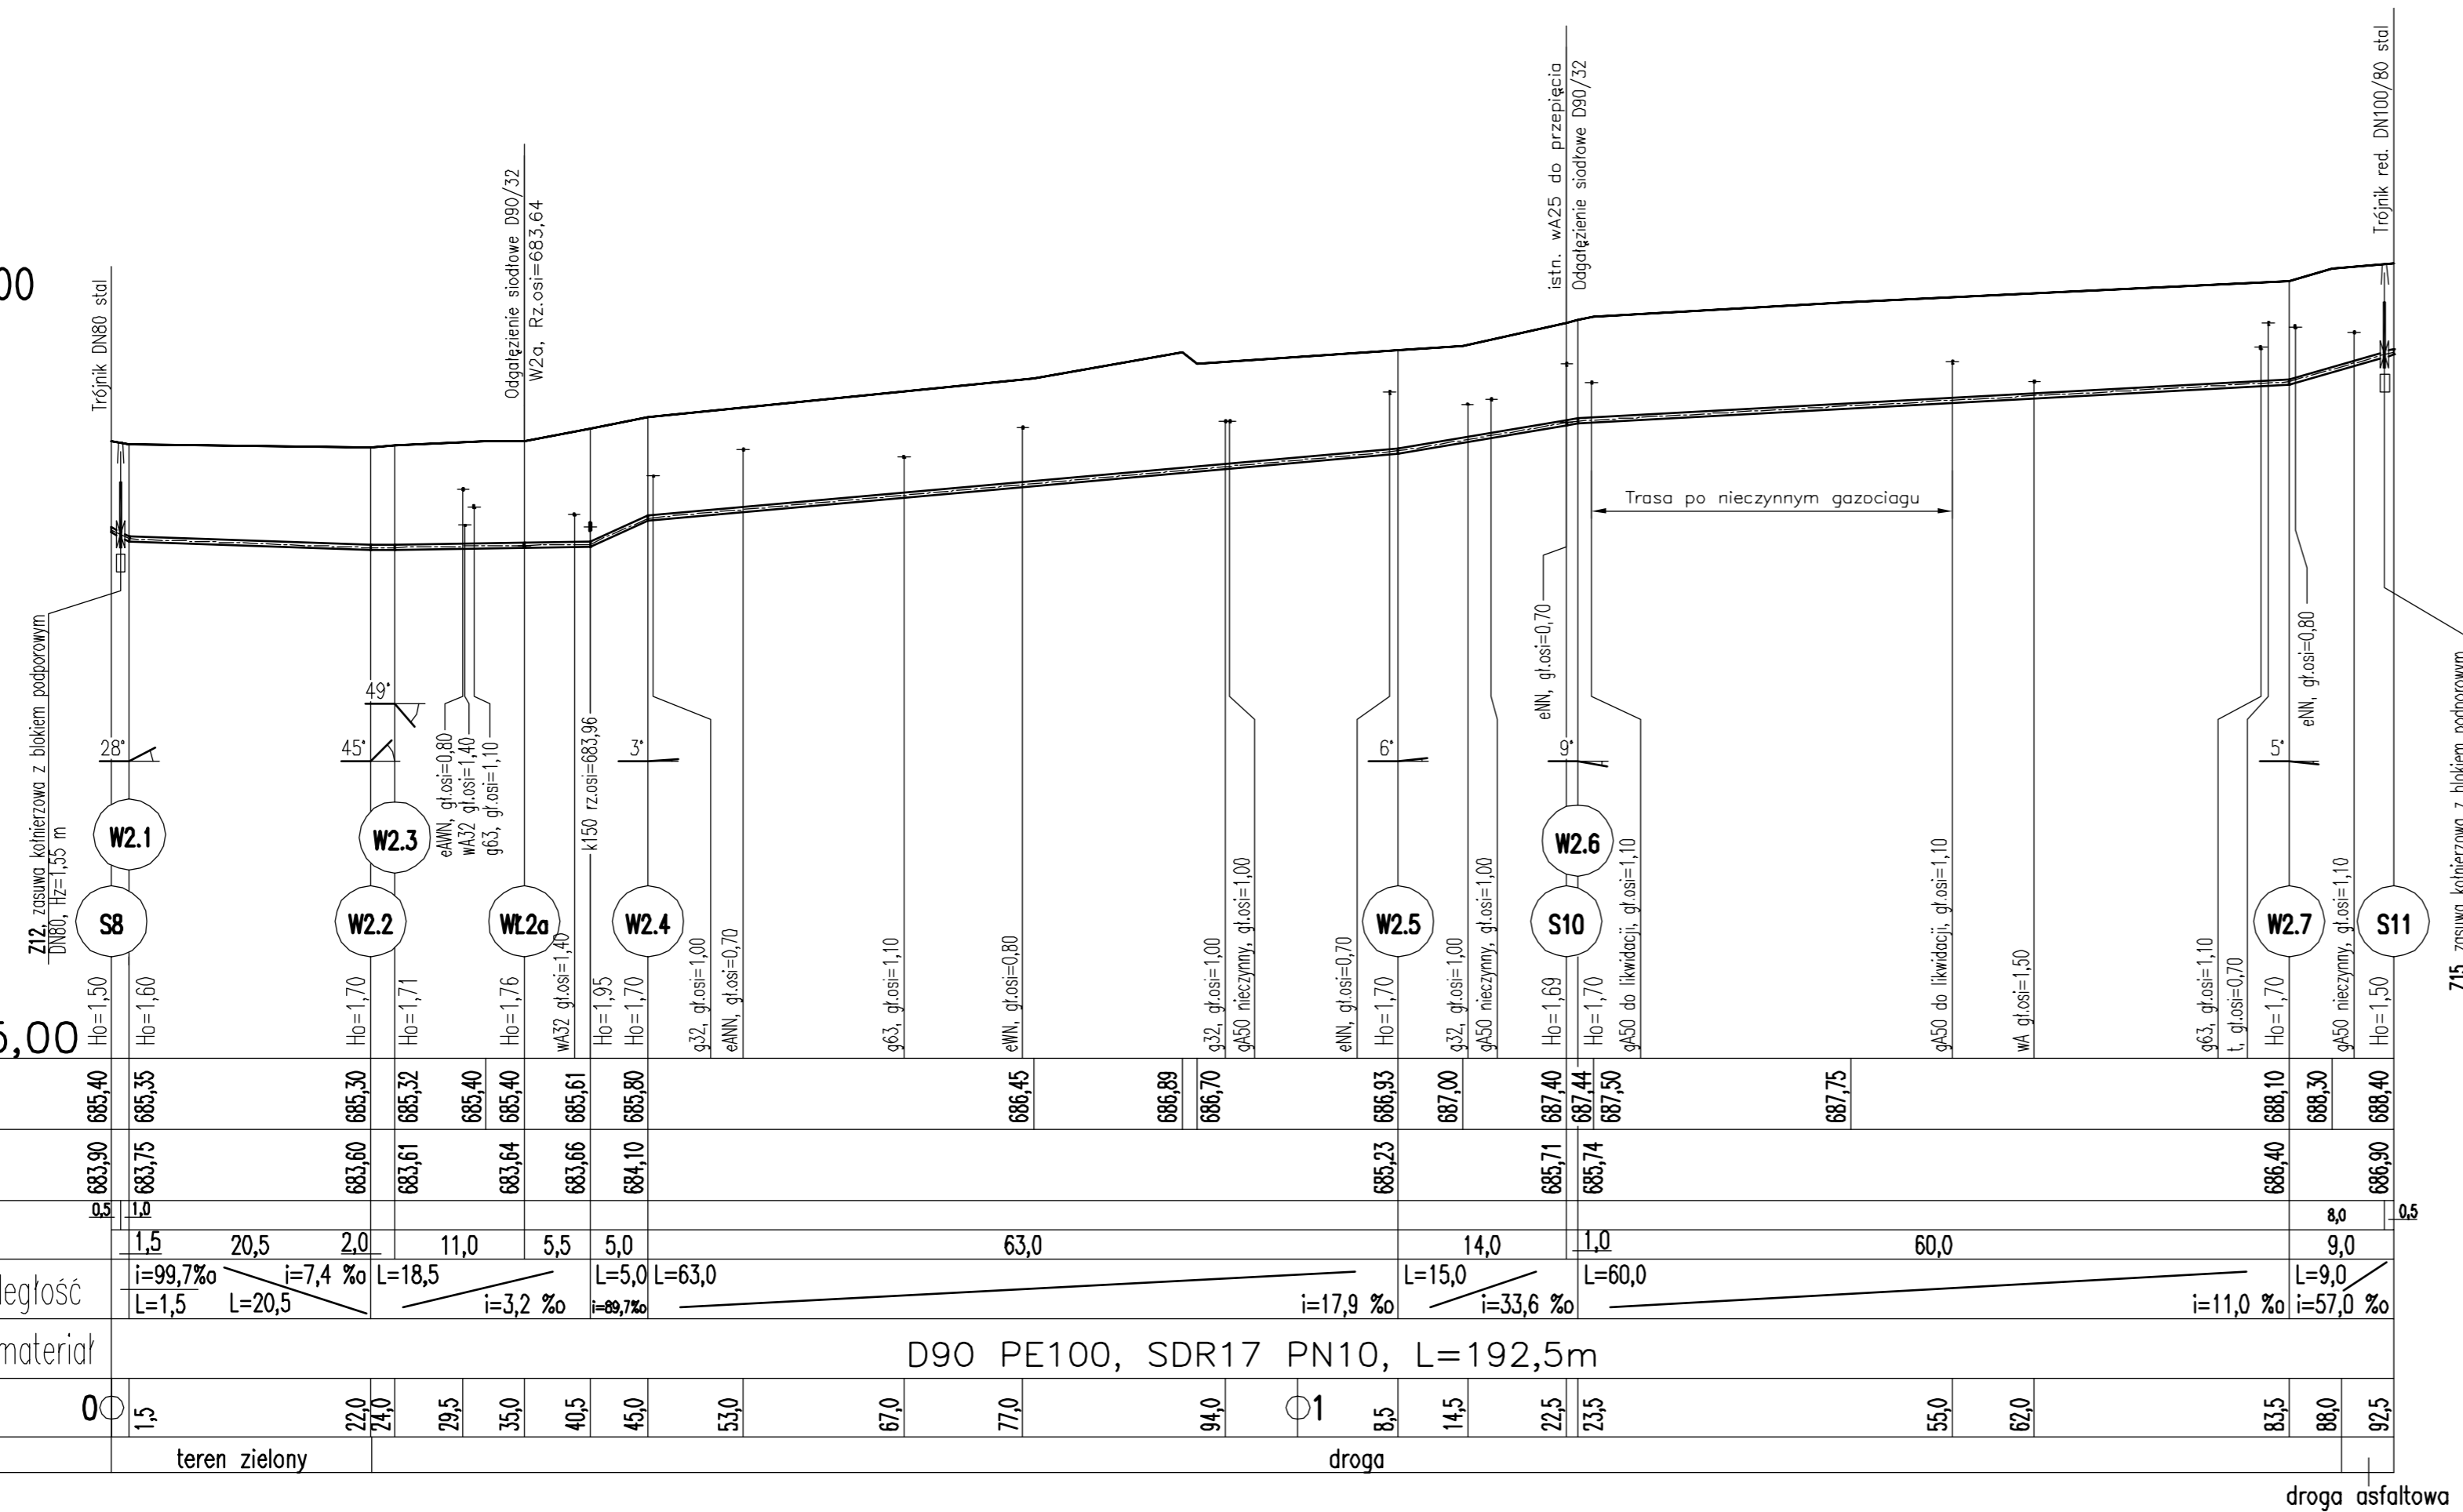 00
Trójnik DN80 stal
Odgałęzienie siodłowe D90/32
W2a, Rz.osi=683,64
istn. wA25 do przepięcia
Odgałęzienie siodłowe D90/32
Trójnik red. DN100/80 stal
Trasa po nieczynnym gazociągu
Z12, zasuwa kołnierzowa z blokiem podporowym
DN80, Hz=1,55 m
Z15, zasuwa kołnierzowa z blokiem podporowym
28°
45°
49°
3°
6°
9°
5°
eAWN, gł.osi=0,80
wA32 gł.osi=1,40
g63, gł.osi=1,10
k150 rz.osi=683,96
eNN, gł.osi=0,70
eNN, gł.osi=0,80
W2.1
W2.3
W2.6
S8
W2.2
WŁ2a
W2.4
W2.5
S10
W2.7
S11
wA32 gł.osi=1,40
g32, gł.osi=1,00
eANN, gł.osi=0,70
g63, gł.osi=1,10
eWN, gł.osi=0,80
g32, gł.osi=1,00
gA50 nieczynny, gł.osi=1,00
eNN, gł.osi=0,70
g32, gł.osi=1,00
gA50 nieczynny, gł.osi=1,00
gA50 do likwidacji, gł.osi=1,10
gA50 do likwidacji, gł.osi=1,10
wA gł.osi=1,50
g63, gł.osi=1,10
t, gł.osi=0,70
gA50 nieczynny, gł.osi=1,10
5,00
Ho=1,50
Ho=1,60
Ho=1,70
Ho=1,71
Ho=1,76
Ho=1,95
Ho=1,70
Ho=1,70
Ho=1,69
Ho=1,70
Ho=1,70
Ho=1,50
685,40 685,35 685,30 685,32 685,40 685,40 685,61 685,80 686,45 686,89 686,70 686,93 687,00 687,40 687,44 687,50 687,75 688,10 688,30 688,40
683,90 683,75 683,60 683,61 683,64 683,66 684,10 685,23 685,71 685,74 686,40 686,90
0,5 1,0 8,0 0,5
1,5 20,5 2,0 11,0 5,5 5,0 63,0 14,0 1,0 60,0 9,0
i=99,7‰ i=7,4 ‰ L=18,5 L=5,0 L=63,0 L=15,0 L=60,0 L=9,0
ległość L=1,5 L=20,5 i=3,2 ‰ i=89,7‰ i=17,9 ‰ i=33,6 ‰ i=11,0 ‰ i=57,0 ‰
materiał D90 PE100, SDR17 PN10, L=192,5m
0 1,5 22,0 24,0 29,5 35,0 40,5 45,0 53,0 67,0 77,0 94,0 1 8,5 14,5 22,5 23,5 55,0 62,0 83,5 88,0 92,5
teren zielony droga
droga asfaltowa